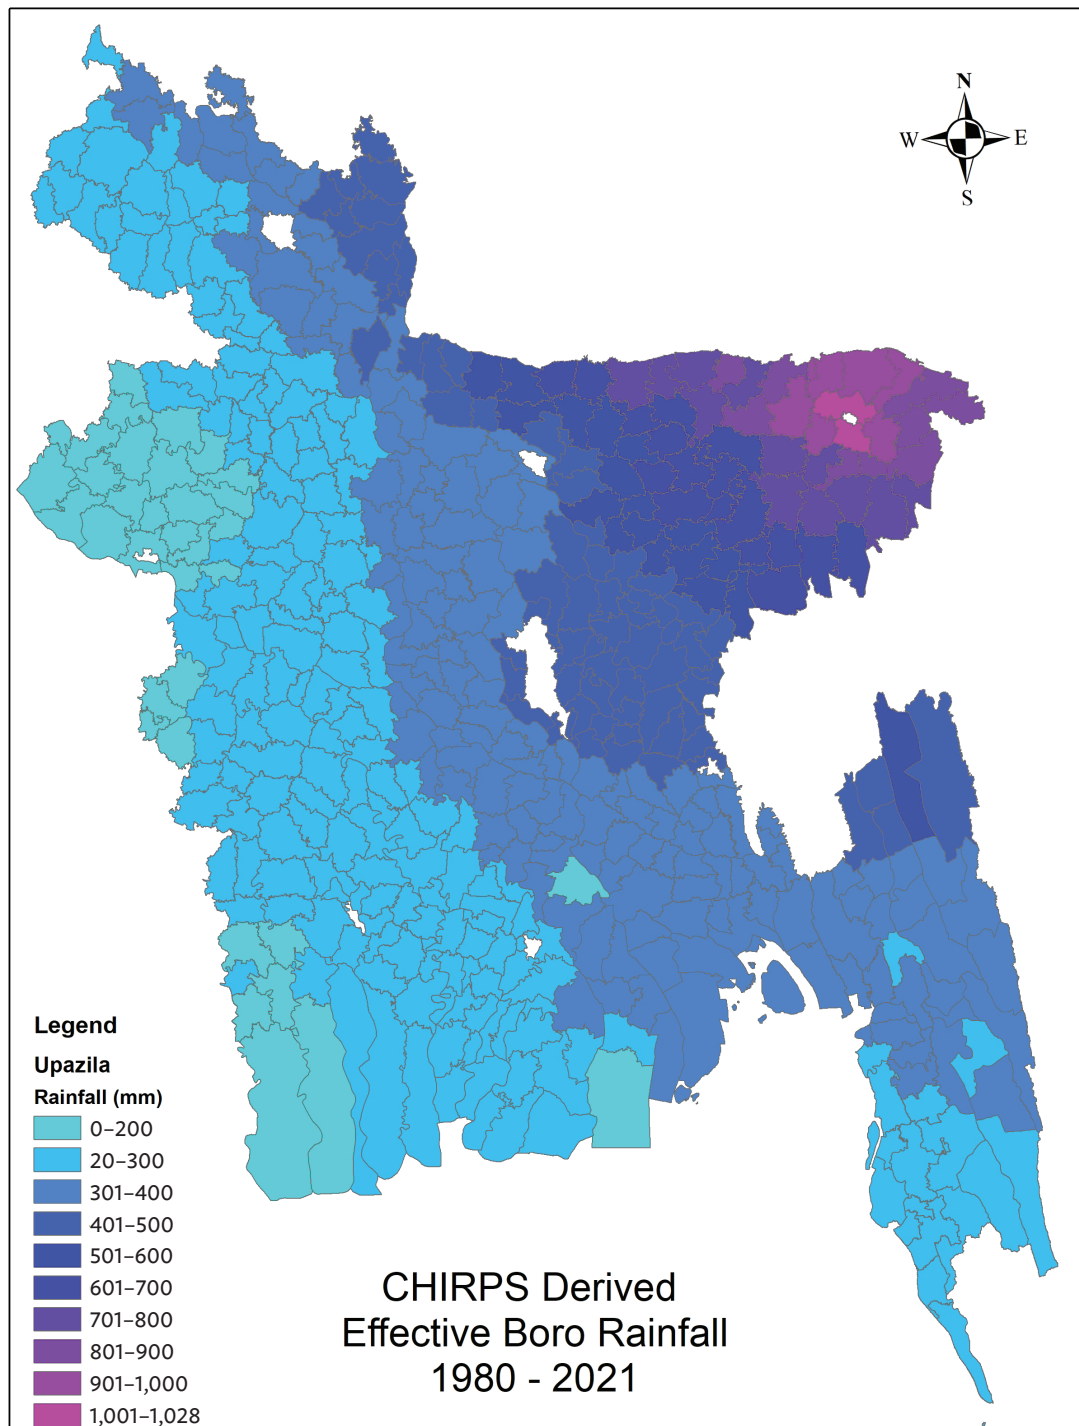 N
W E
S
Legend
Upazila
Rainfall (mm)
0–200
20–300
301–400
401–500
501–600
601–700
701–800
801–900
901–1,000
1,001–1,028
CHIRPS Derived
Effective Boro Rainfall
1980 - 2021